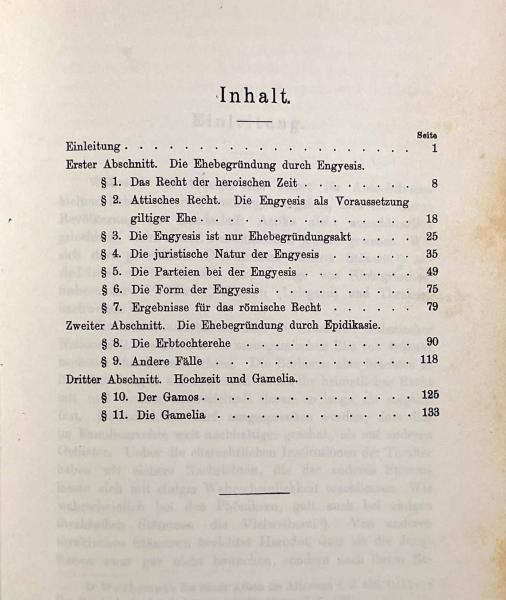 Inhalt.
Seite
Einleitung . . . . . . . . . . . . . . . . . 1
Erster Abschnitt. Die Ehebegründung durch Engyesis.
§ 1. Das Recht der heroischen Zeit . . . . . . . 8
§ 2. Attisches Recht. Die Engyesis als Voraussetzung
giltiger Ehe . . . . . . . . . . . . . 18
§ 3. Die Engyesis ist nur Ehebegründungsakt . . . . 25
§ 4. Die juristische Natur der Engyesis . . . . . . 35
§ 5. Die Parteien bei der Engyesis . . . . . . . . 49
§ 6. Die Form der Engyesis . . . . . . . . . . 75
§ 7. Ergebnisse für das römische Recht . . . . . . 79
Zweiter Abschnitt. Die Ehebegründung durch Epidikasie.
§ 8. Die Erbtochterehe . . . . . . . . . . . . 90
§ 9. Andere Fälle . . . . . . . . . . . . . 118
Dritter Abschnitt. Hochzeit und Gamelia.
§ 10. Der Gamos . . . . . . . . . . . . . . 125
§ 11. Die Gamelia . . . . . . . . . . . . . 133